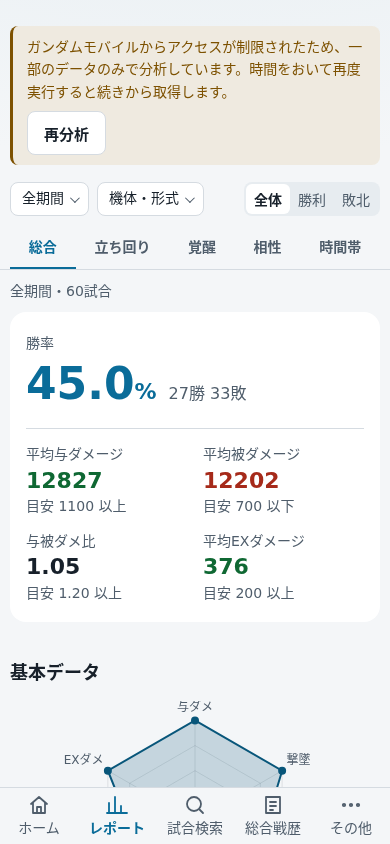 ガンダムモバイルからアクセスが制限されたため、一
部のデータのみで分析しています。時間をおいて再度
実行すると続きから取得します。
再分析
全期間 機体・形式 全体 勝利 敗北
総合 立ち回り 覚醒 相性 時間帯
全期間・60試合
勝率
45.0% 27勝 33敗
平均与ダメージ 平均被ダメージ
12827 12202
目安 1100 以上 目安 700 以下
与被ダメ比 平均EXダメージ
1.05 376
目安 1.20 以上 目安 200 以上
基本データ
与ダメ
EXダメ 撃墜
ホーム レポート 試合検索 総合戦歴 その他